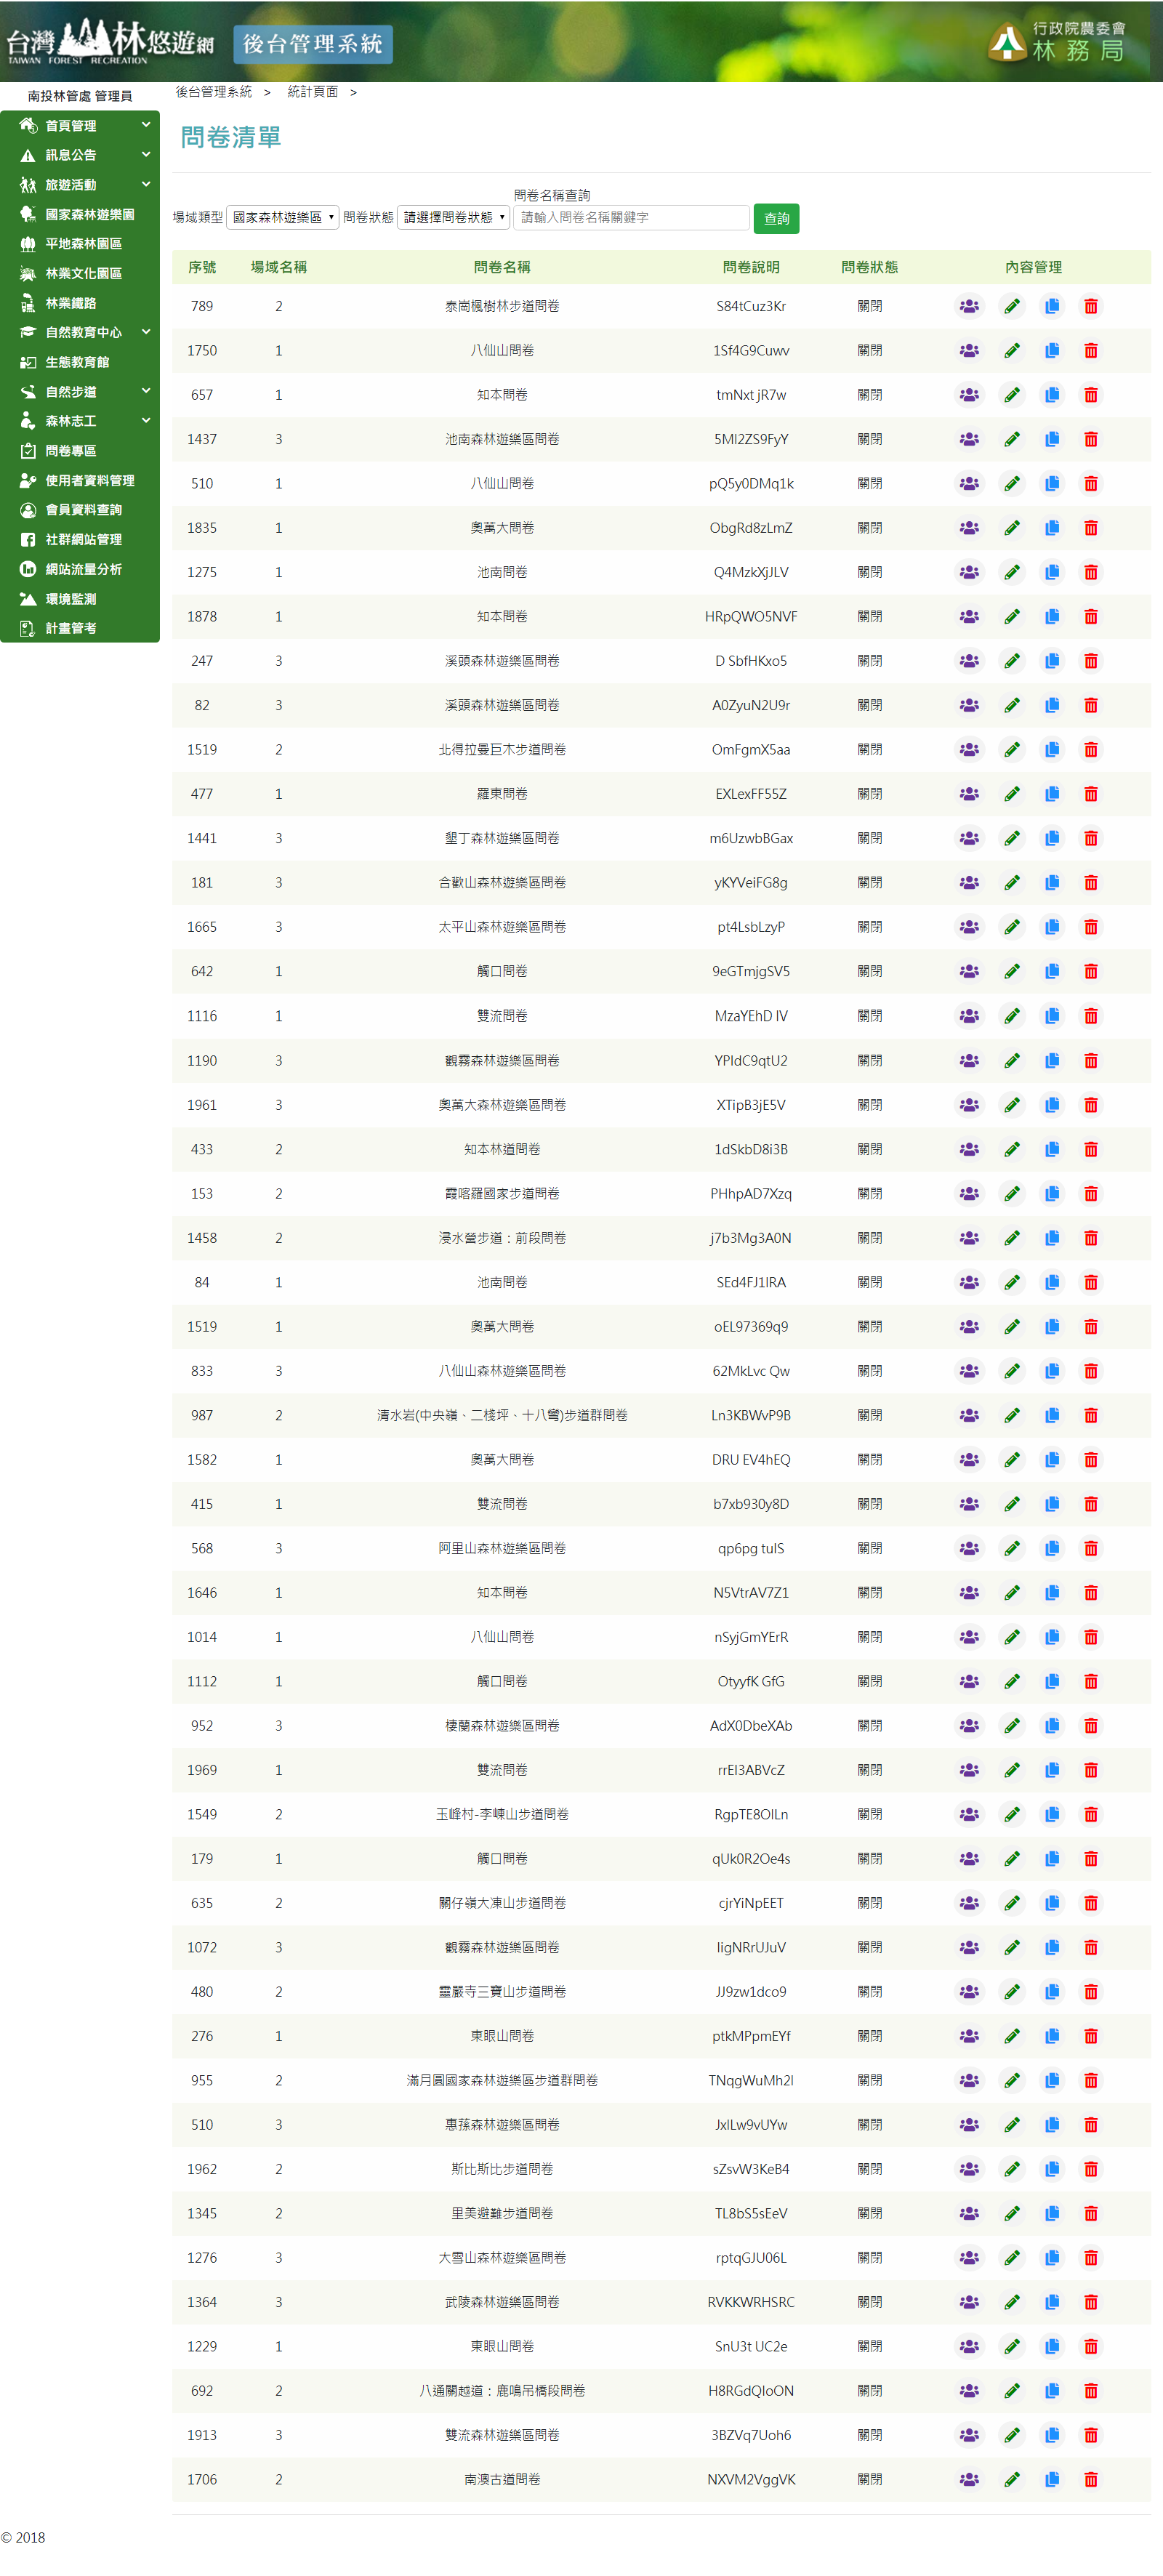 台灣山林悠遊網 後台管理系統 行政院農委會
TAIWAN FOREST RECREATION 林務局
南投林管處 管理員
首頁管理
訊息公告
旅遊活動
國家森林遊樂園
平地森林園區
林業文化園區
林業鐵路
自然教育中心
生態教育館
自然步道
森林志工
問卷專區
使用者資料管理
會員資料查詢
社群網站管理
網站流量分析
環境監測
計畫管考
後台管理系統 > 統計頁面 >
問卷清單
問卷名稱查詢
場域類型 國家森林遊樂區 問卷狀態 請選擇問卷狀態 請輸入問卷名稱關鍵字 查詢
序號 場域名稱 問卷名稱 問卷說明 問卷狀態 內容管理
789 2 泰崗楓樹林步道問卷 S84tCuz3Kr 關閉
1750 1 八仙山問卷 1Sf4G9Cuwv 關閉
657 1 知本問卷 tmNxt jR7w 關閉
1437 3 池南森林遊樂區問卷 5MI2ZS9FyY 關閉
510 1 八仙山問卷 pQ5y0DMq1k 關閉
1835 1 奧萬大問卷 ObgRd8zLmZ 關閉
1275 1 池南問卷 Q4MzkXjJLV 關閉
1878 1 知本問卷 HRpQWO5NVF 關閉
247 3 溪頭森林遊樂區問卷 D SbfHKxo5 關閉
82 3 溪頭森林遊樂區問卷 A0ZyuN2U9r 關閉
1519 2 北得拉曼巨木步道問卷 OmFgmX5aa 關閉
477 1 羅東問卷 EXLexFF55Z 關閉
1441 3 墾丁森林遊樂區問卷 m6UzwbBGax 關閉
181 3 合歡山森林遊樂區問卷 yKYVeiFG8g 關閉
1665 3 太平山森林遊樂區問卷 pt4LsbLzyP 關閉
642 1 觸口問卷 9eGTmjgSV5 關閉
1116 1 雙流問卷 MzaYEhD IV 關閉
1190 3 觀霧森林遊樂區問卷 YPIdC9qtU2 關閉
1961 3 奧萬大森林遊樂區問卷 XTipB3jE5V 關閉
433 2 知本林道問卷 1dSkbD8i3B 關閉
153 2 霞喀羅國家步道問卷 PHhpAD7Xzq 關閉
1458 2 浸水營步道：前段問卷 j7b3Mg3A0N 關閉
84 1 池南問卷 SEd4FJ1IRA 關閉
1519 1 奧萬大問卷 oEL97369q9 關閉
833 3 八仙山森林遊樂區問卷 62MkLvc Qw 關閉
987 2 清水岩(中央嶺、二棧坪、十八彎)步道群問卷 Ln3KBWvP9B 關閉
1582 1 奧萬大問卷 DRU EV4hEQ 關閉
415 1 雙流問卷 b7xb930y8D 關閉
568 3 阿里山森林遊樂區問卷 qp6pg tuIS 關閉
1646 1 知本問卷 N5VtrAV7Z1 關閉
1014 1 八仙山問卷 nSyjGmYErR 關閉
1112 1 觸口問卷 OtyyfK GfG 關閉
952 3 棲蘭森林遊樂區問卷 AdX0DbeXAb 關閉
1969 1 雙流問卷 rrEI3ABVcZ 關閉
1549 2 玉峰村-李崠山步道問卷 RgpTE8OILn 關閉
179 1 觸口問卷 qUk0R2Oe4s 關閉
635 2 關仔嶺大凍山步道問卷 cjrYiNpEET 關閉
1072 3 觀霧森林遊樂區問卷 IigNRrUJuV 關閉
480 2 靈嚴寺三寶山步道問卷 JJ9zw1dco9 關閉
276 1 東眼山問卷 ptkMPpmEYf 關閉
955 2 滿月圓國家森林遊樂區步道群問卷 TNqgWuMh2I 關閉
510 3 惠蓀森林遊樂區問卷 JxILw9vUYw 關閉
1962 2 斯比斯比步道問卷 sZsvW3KeB4 關閉
1345 2 里美避難步道問卷 TL8bS5sEeV 關閉
1276 3 大雪山森林遊樂區問卷 rptqGJU06L 關閉
1364 3 武陵森林遊樂區問卷 RVKKWRHSRC 關閉
1229 1 東眼山問卷 SnU3t UC2e 關閉
692 2 八通關越道：鹿鳴吊橋段問卷 H8RGdQIoON 關閉
1913 3 雙流森林遊樂區問卷 3BZVq7Uoh6 關閉
1706 2 南澳古道問卷 NXVM2VggVK 關閉
© 2018